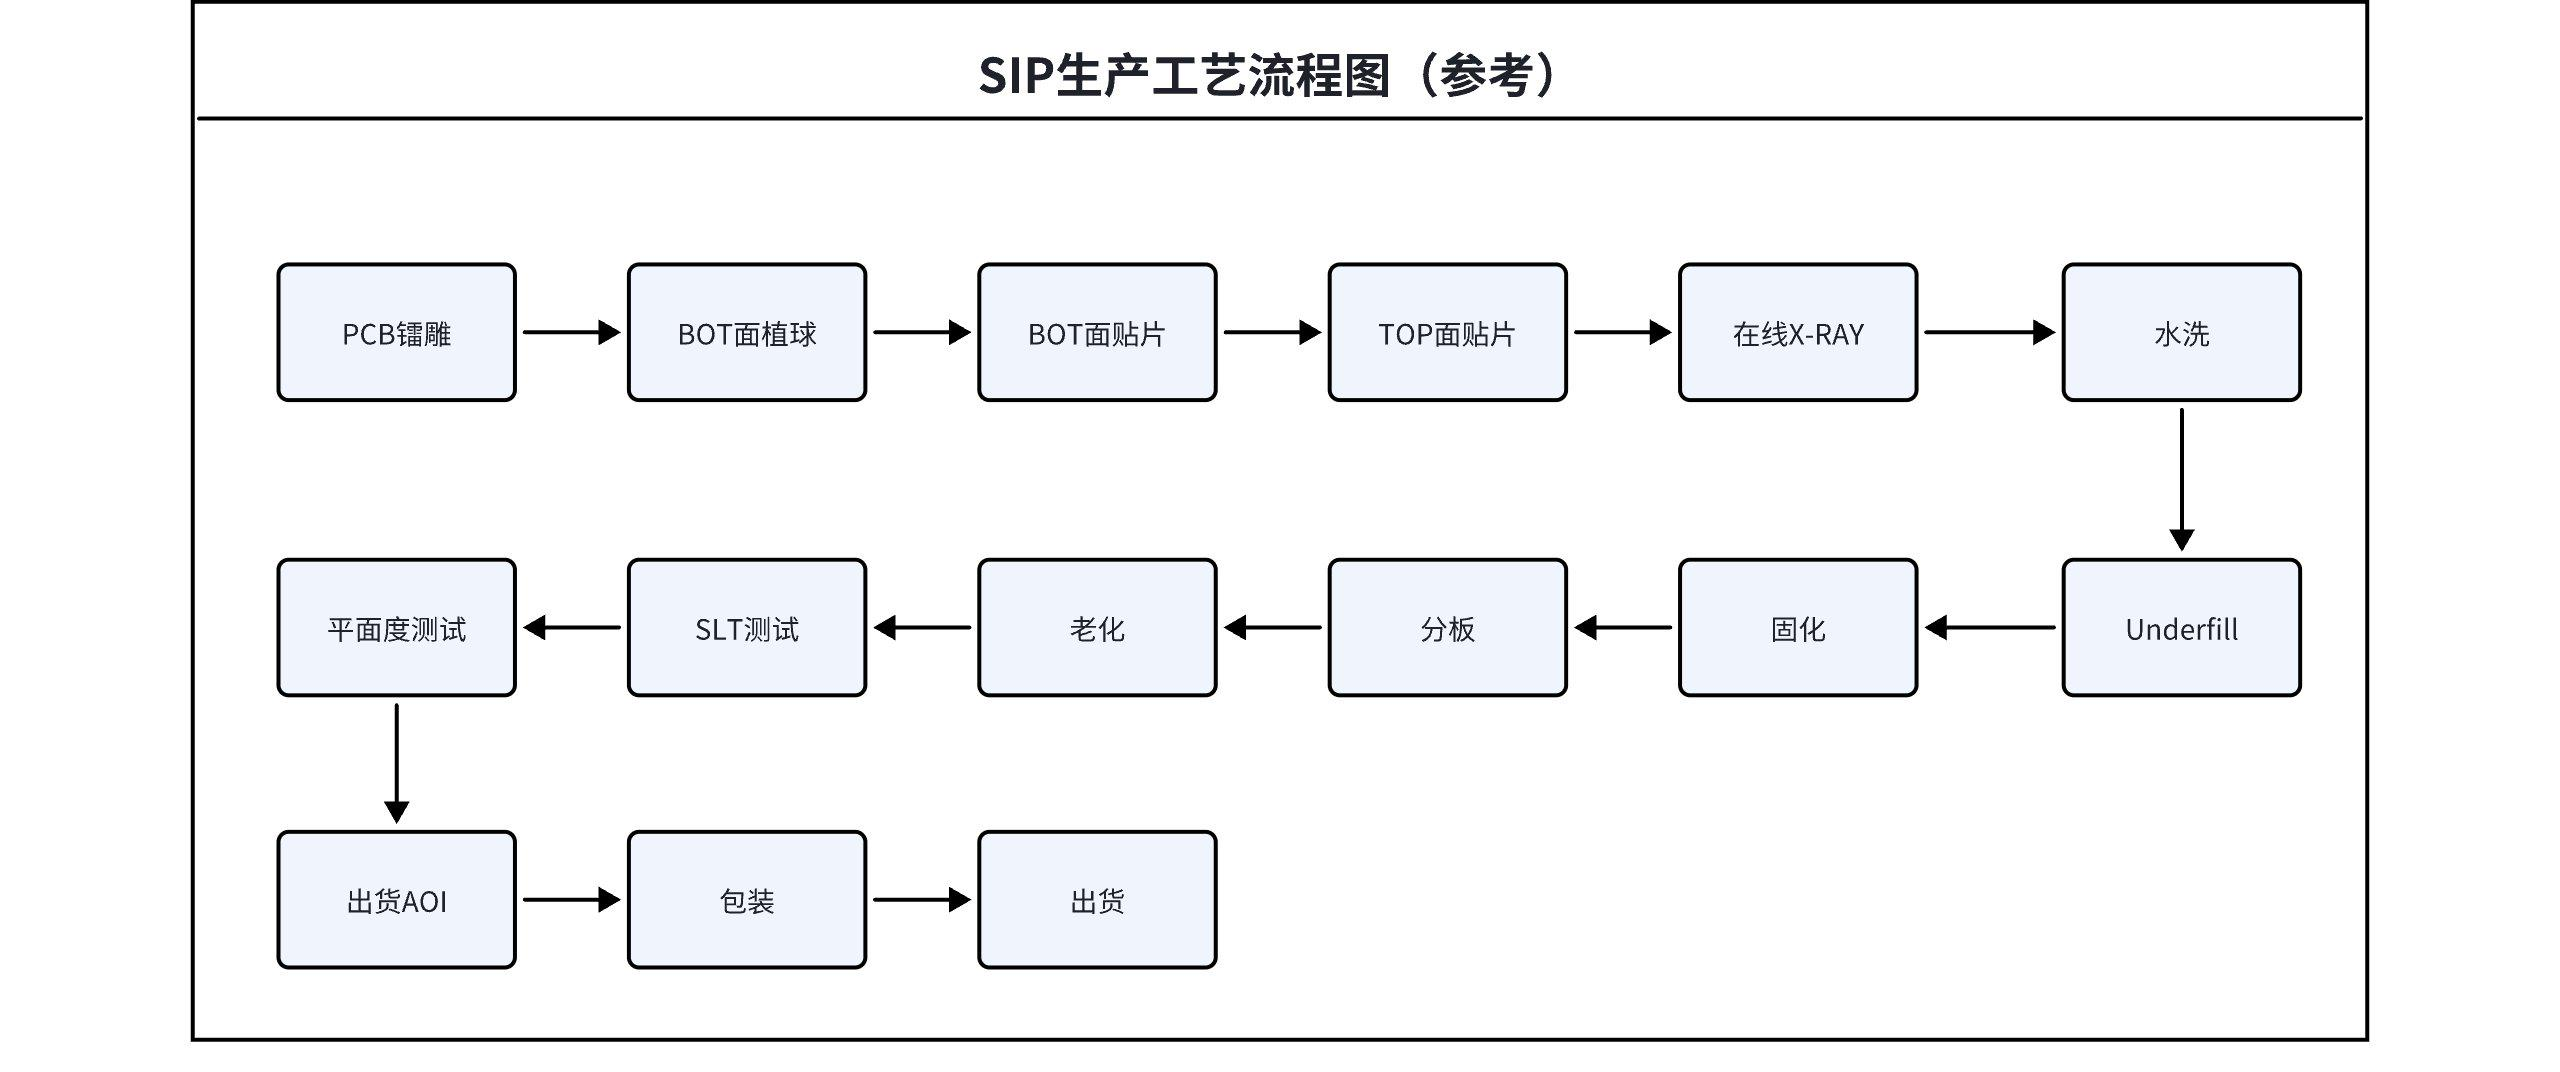 SIP生产工艺流程图（参考）
PCB镭雕
BOT面植球
BOT面贴片
TOP面贴片
在线X-RAY
水洗
Underfill
固化
分板
老化
SLT测试
平面度测试
出货AOI
包装
出货